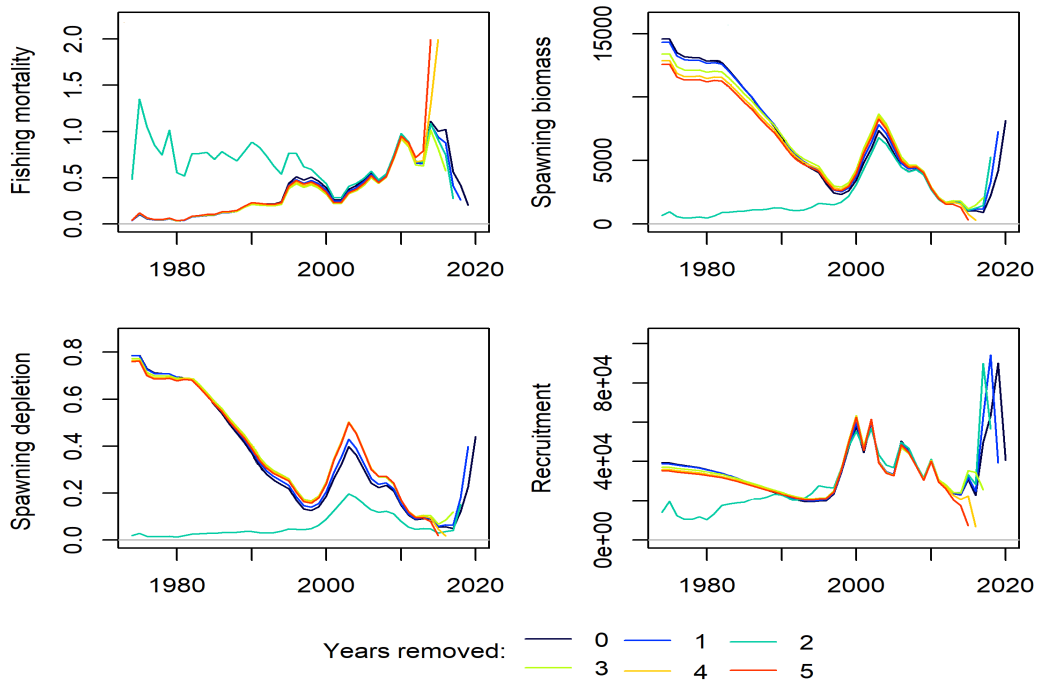 Fishing mortality
0.0 0.5 1.0 1.5 2.0
1980 2000 2020
Spawning biomass
0 5000 15000
1980 2000 2020
Spawning depletion
0.0 0.2 0.4 0.6 0.8
1980 2000 2020
Recruitment
0e+00 4e+04 8e+04
1980 2000 2020
Years removed:
0 1 2
3 4 5